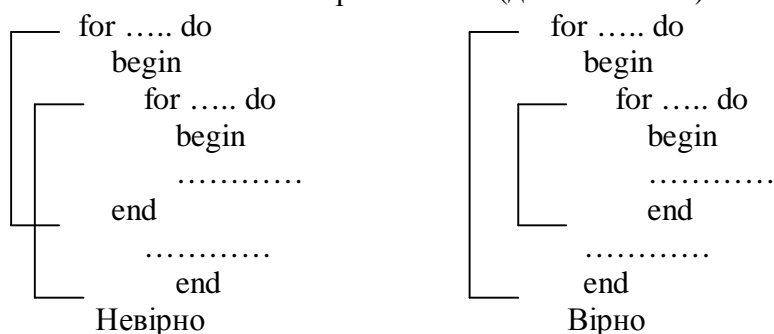 for ….. do
begin
for ….. do
begin
…………
end
…………
end
Невірно
for ….. do
begin
for ….. do
begin
…………
end
…………
end
Вірно